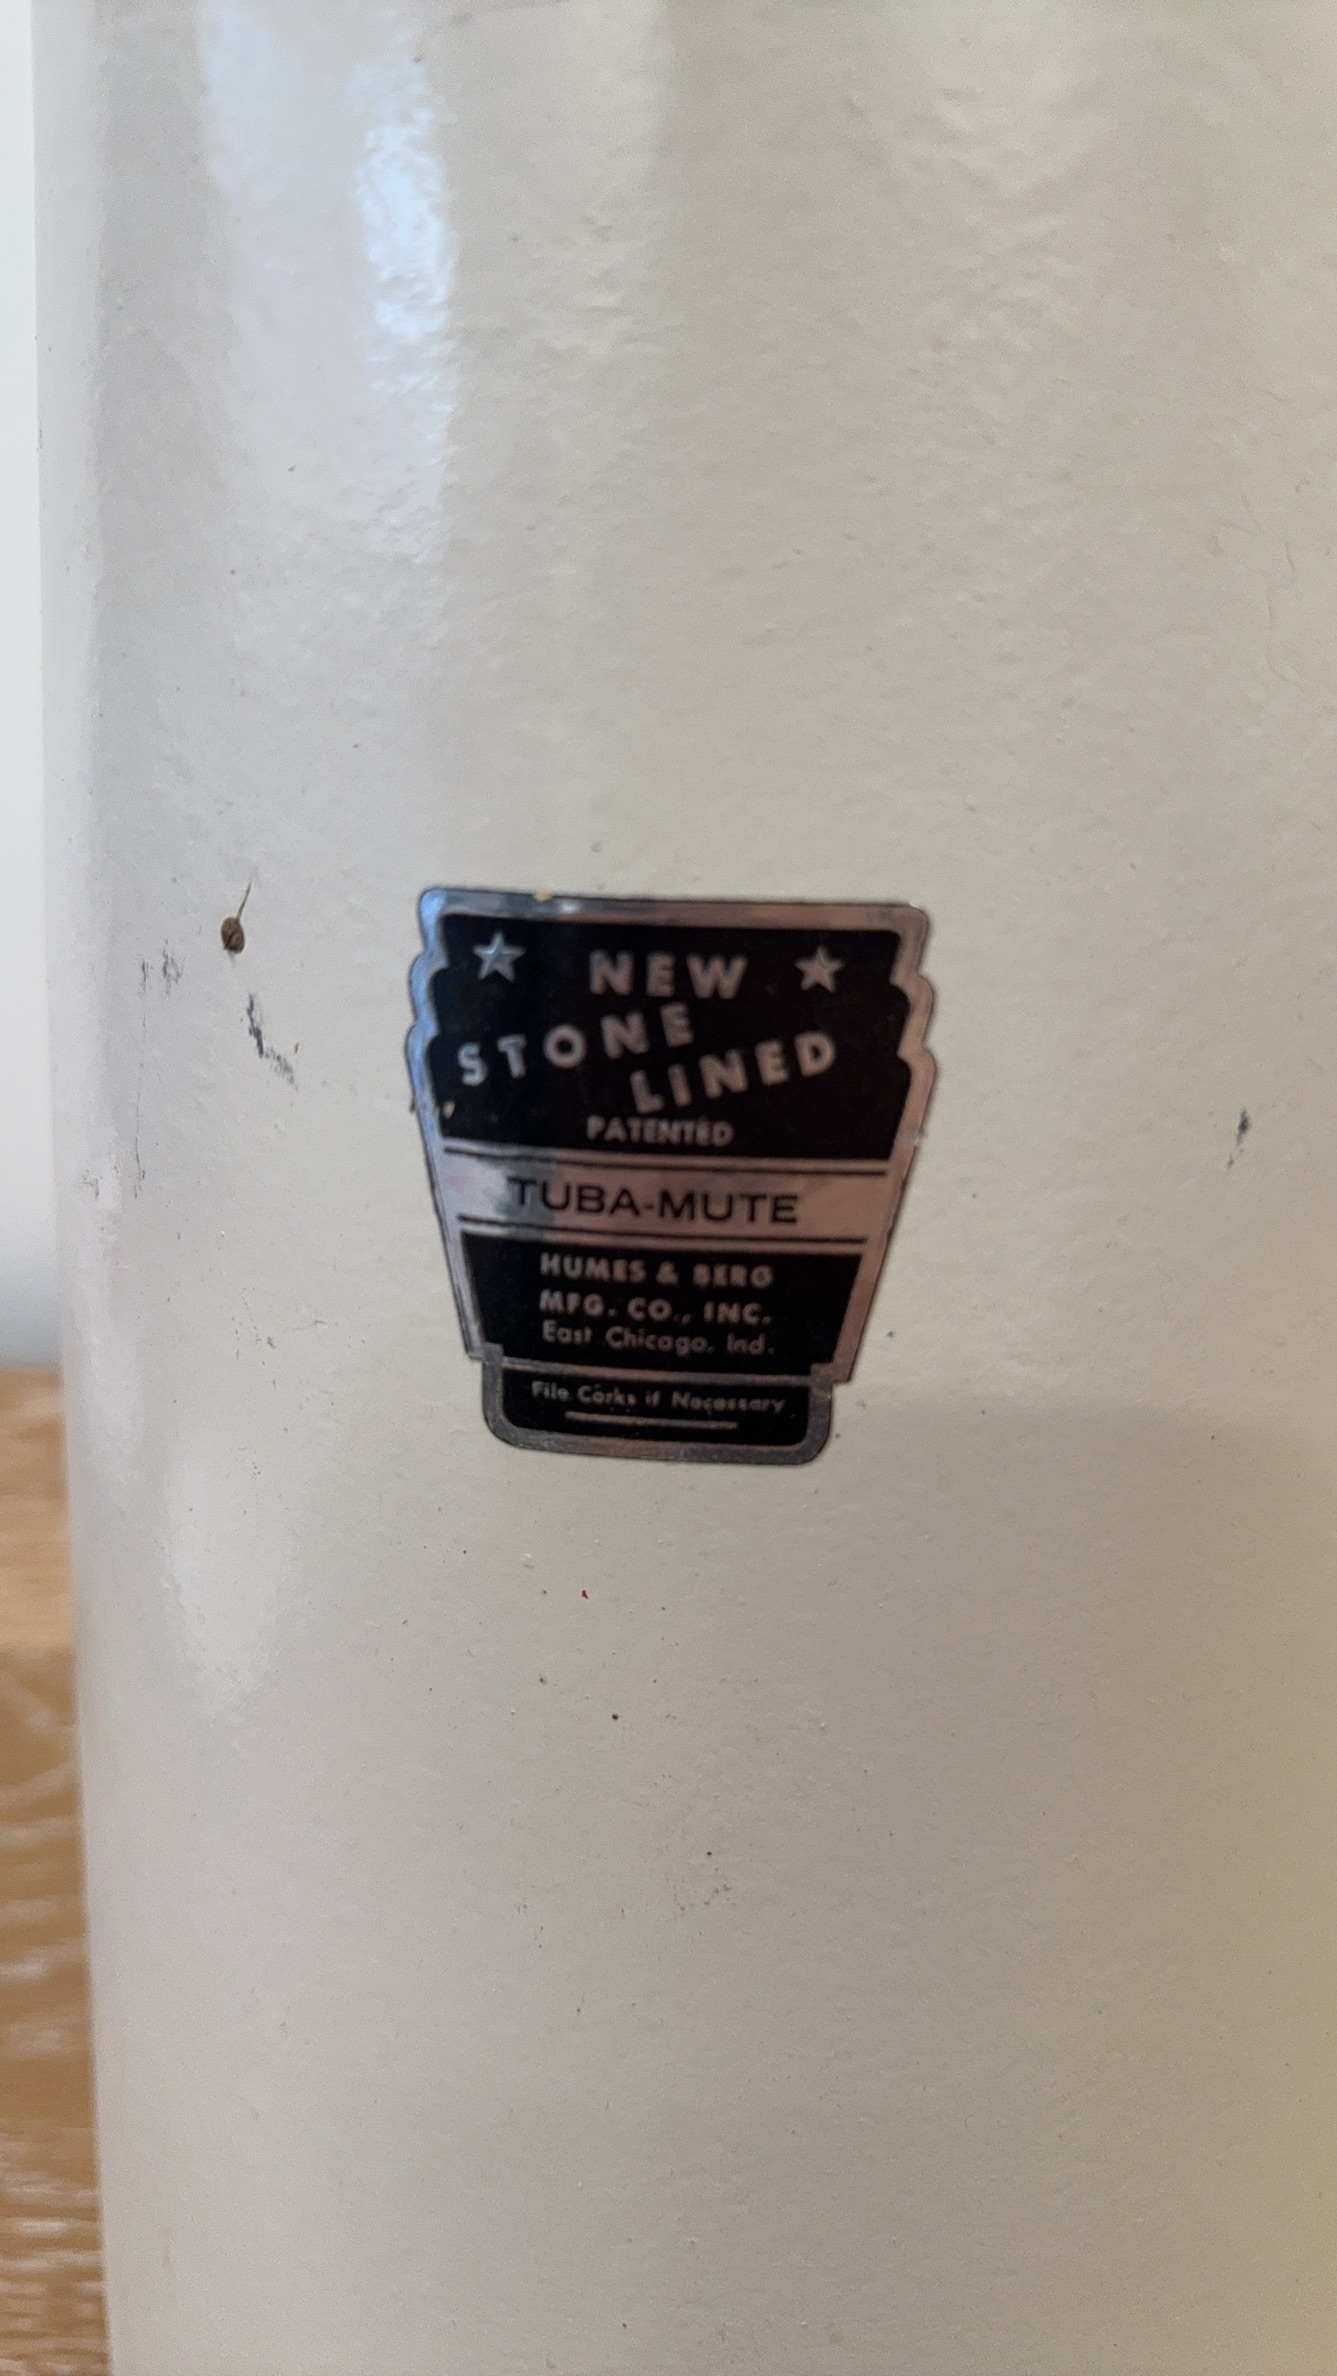 NEW
STONE
LINED
PATENTED
TUBA-MUTE
HUMES & BERG
MFG. CO., INC.
East Chicago, Ind.
File Corks if Necessary